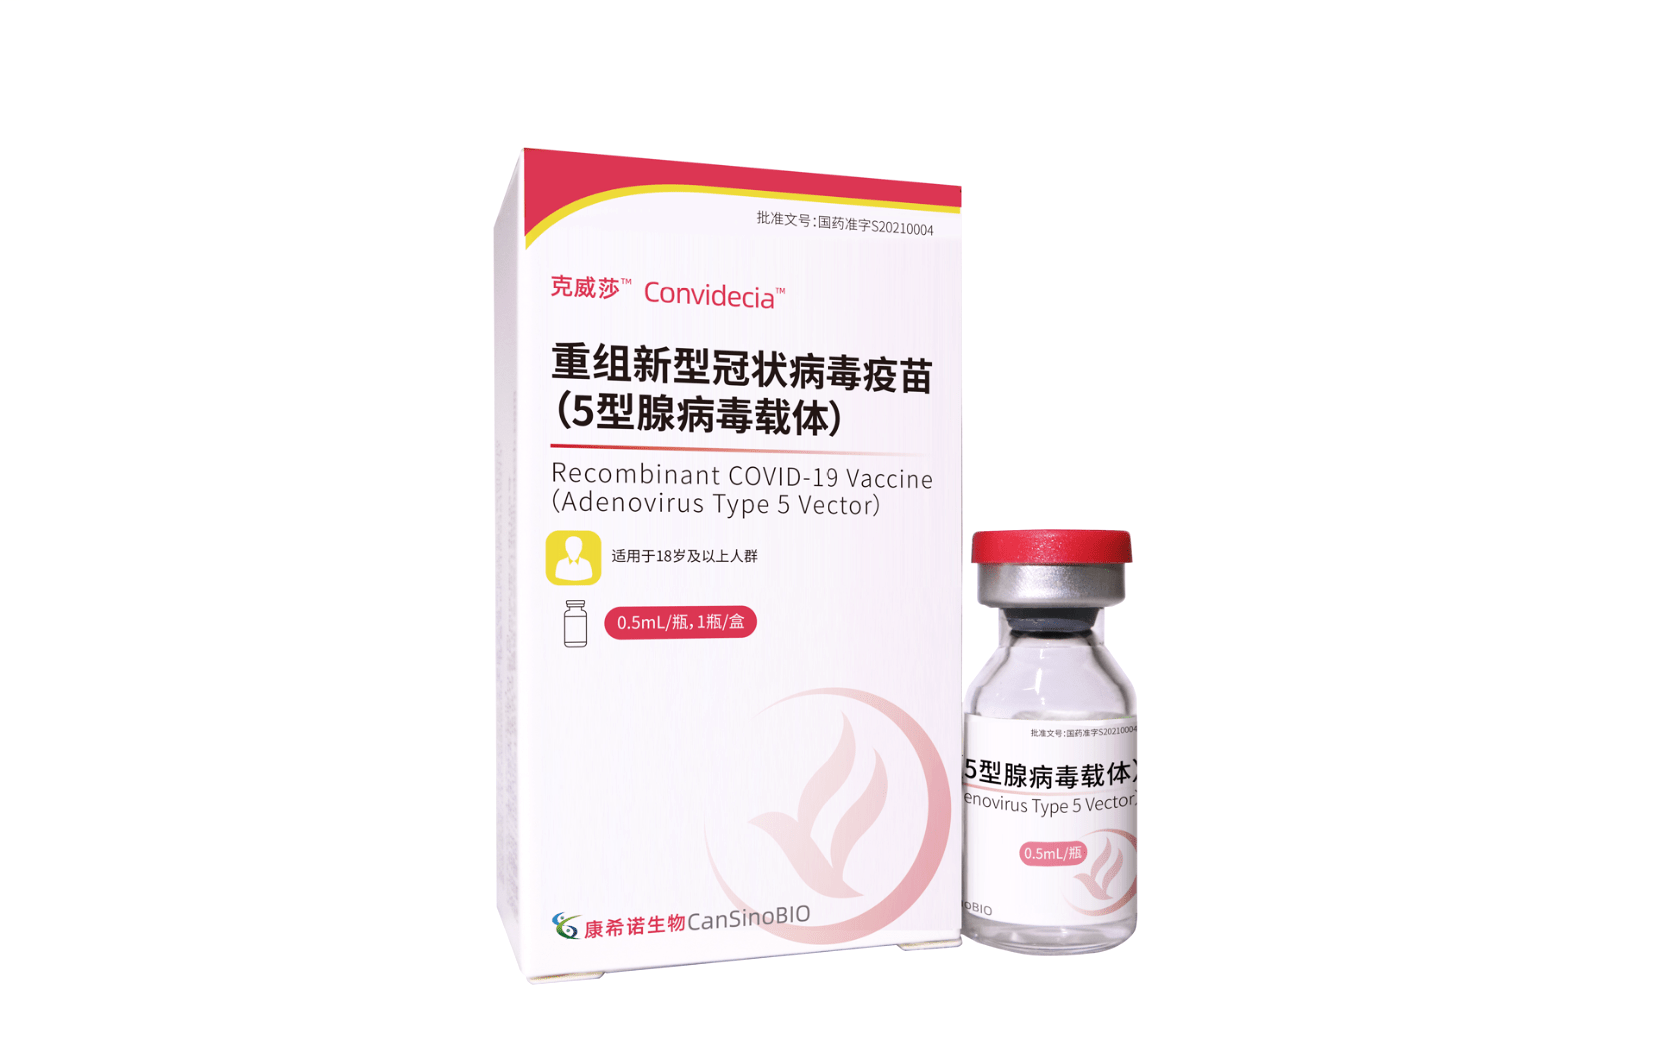 批准文号：国药准字S20210004
克威莎™ Convidecia™
重组新型冠状病毒疫苗
（5型腺病毒载体）
Recombinant COVID-19 Vaccine
（Adenovirus Type 5 Vector）
适用于18岁及以上人群
0.5mL/瓶，1瓶/盒
康希诺生物CanSinoBIO
批准文号：国药准字S20210004
5型腺病毒载体）
enovirus Type 5 Vector）
0.5mL/瓶
oBIO